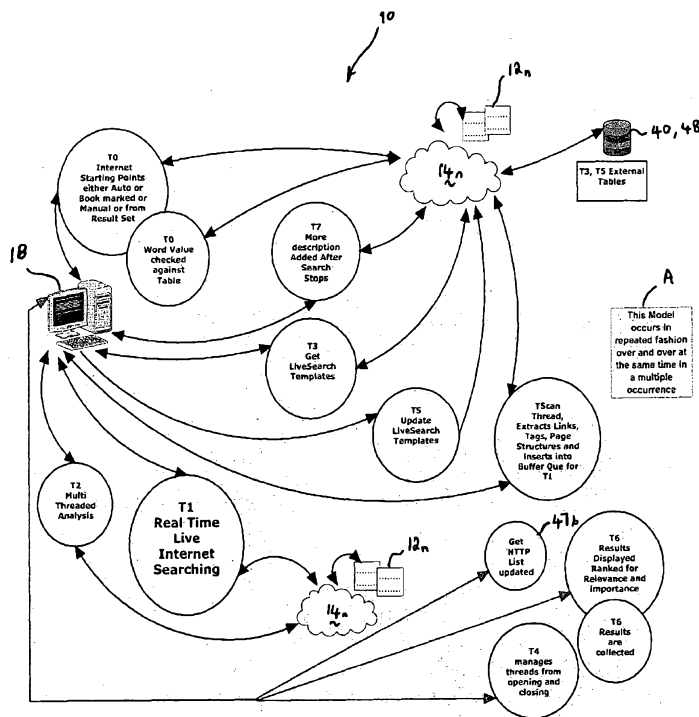 10
12n
14n
40, 48
T3, T5 External
Tables
T0
Internet
Starting Points
either Auto or
Book marked or
Manual or from
Result Set
T0
Word Value
checked
against
Table
T7
More
description
Added After
Search
Stops
18
A
This Model
occurs in
repeated fashion
over and over at
the same time in
a multiple
occurrence
T3
Get
LiveSearch
Templates
T5
Update
LiveSearch
Templates
TScan
Thread,
Extracts Links,
Tags, Page
Structures and
Inserts into
Buffer Que for
T1
T2
Multi
Threaded
Analysis
T1
Real Time
Live
Internet
Searching
12n
14n
47b
Get
HTTP
List
updated
T6
Results
Displayed
Ranked for
Relevance and
Importance
T6
Results
are
collected
T4
manages
threads from
opening and
closing